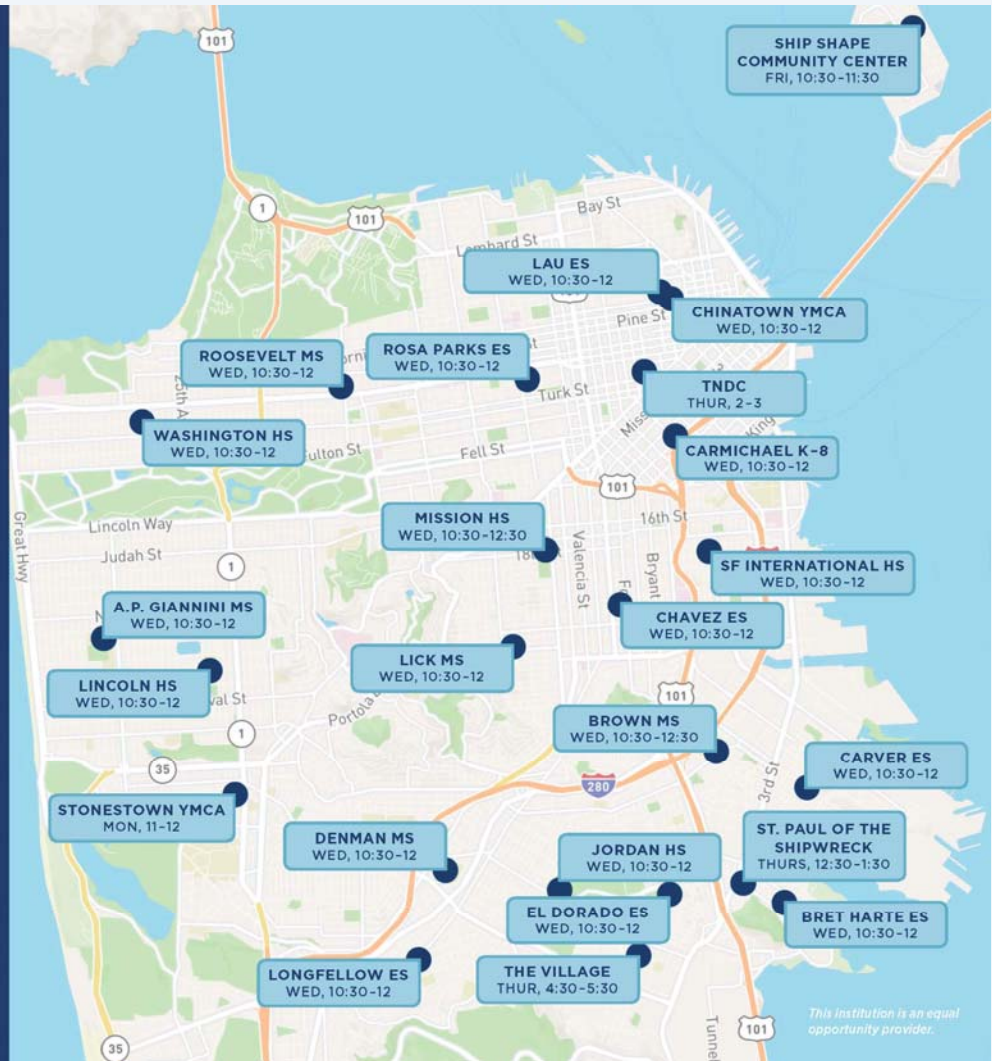 SHIP SHAPE
COMMUNITY CENTER
FRI, 10:30-11:30
101
1
101
Bay St
Lombard St
LAU ES
WED, 10:30-12
Pine St
CHINATOWN YMCA
WED, 10:30-12
ROOSEVELT MS
WED, 10:30-12
ROSA PARKS ES
WED, 10:30-12
Turk St
TNDC
THUR, 2-3
WASHINGTON HS
WED, 10:30-12
Fell St
CARMICHAEL K-8
WED, 10:30-12
King
101
Great Hwy
Lincoln Way
Judah St
MISSION HS
WED, 10:30-12:30
16th St
Valencia St
Bryant
1
SF INTERNATIONAL HS
WED, 10:30-12
A.P. GIANNINI MS
WED, 10:30-12
CHAVEZ ES
WED, 10:30-12
LICK MS
WED, 10:30-12
LINCOLN HS
WED, 10:30-12
Portola
101
1
BROWN MS
WED, 10:30-12:30
35
280
3rd St
CARVER ES
WED, 10:30-12
STONESTOWN YMCA
MON, 11-12
DENMAN MS
WED, 10:30-12
JORDAN HS
WED, 10:30-12
ST. PAUL OF THE
SHIPWRECK
THURS, 12:30-1:30
EL DORADO ES
WED, 10:30-12
BRET HARTE ES
WED, 10:30-12
LONGFELLOW ES
WED, 10:30-12
THE VILLAGE
THUR, 4:30-5:30
This institution is an equal
opportunity provider.
35
101